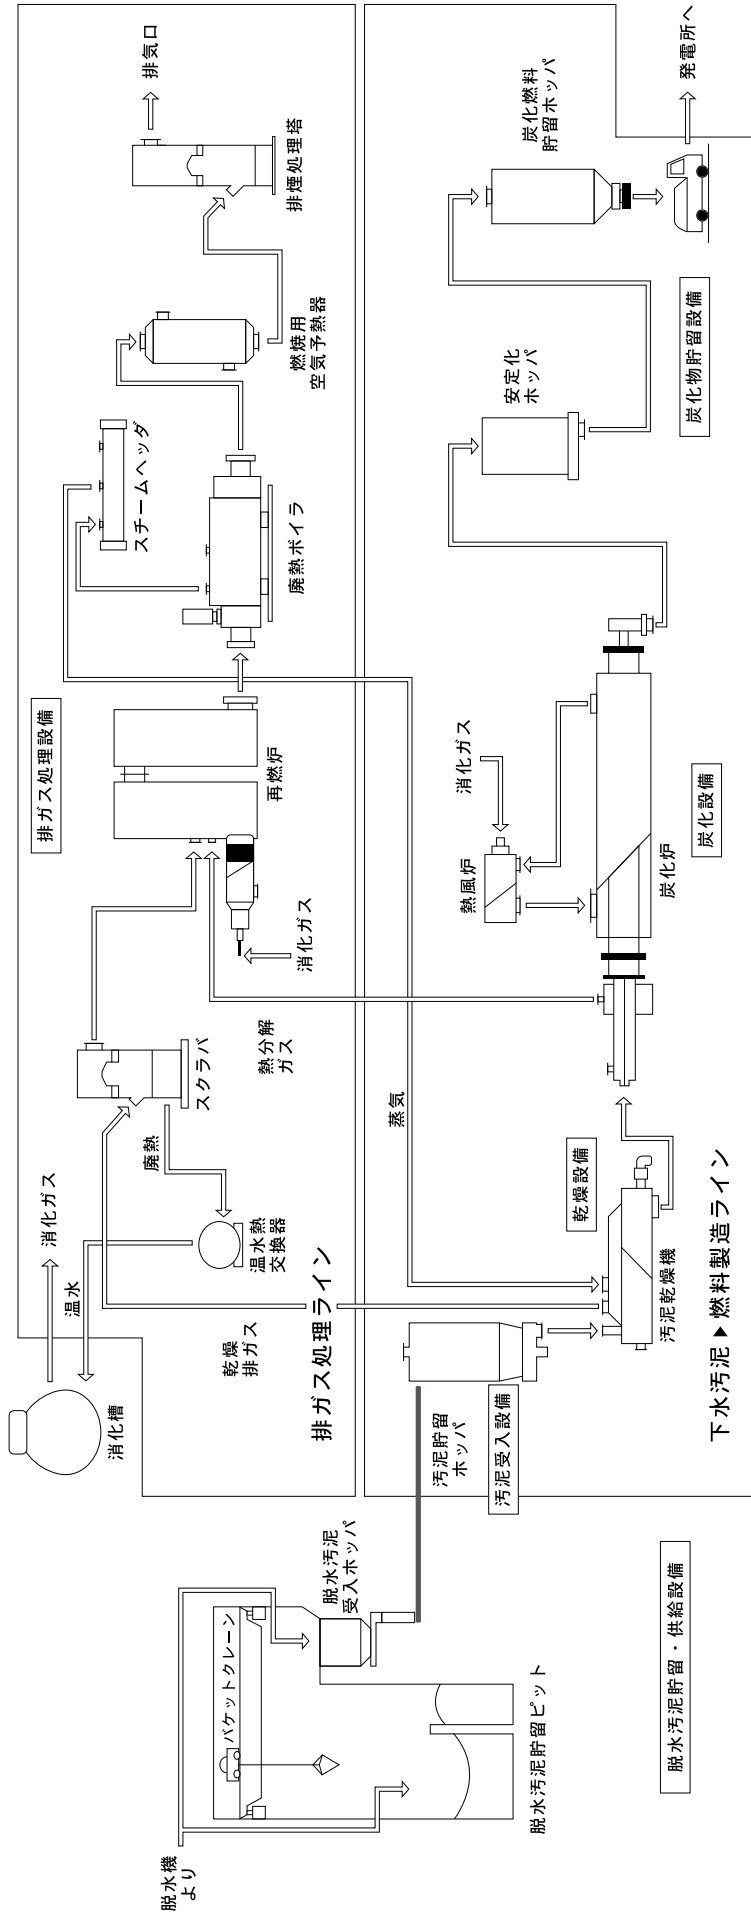 脱水機
より
バケットクレーン
脱水汚泥貯留ピット
脱水汚泥
受入ホッパ
脱水汚泥貯留・供給設備
消化槽
消化ガス
温水
廃熱
温水熱
交換器
乾燥
排ガス
排ガス処理ライン
スクラバ
熱分解
ガス
消化ガス
再燃炉
排ガス処理設備
スチームヘッダ
廃熱ボイラ
燃焼用
空気予熱器
排煙処理塔
排気口
汚泥貯留
ホッパ
汚泥受入設備
蒸気
乾燥設備
汚泥乾燥機
下水汚泥▶燃料製造ライン
熱風炉
消化ガス
炭化炉
炭化設備
安定化
ホッパ
炭化物貯留設備
炭化燃料
貯留ホッパ
発電所へ